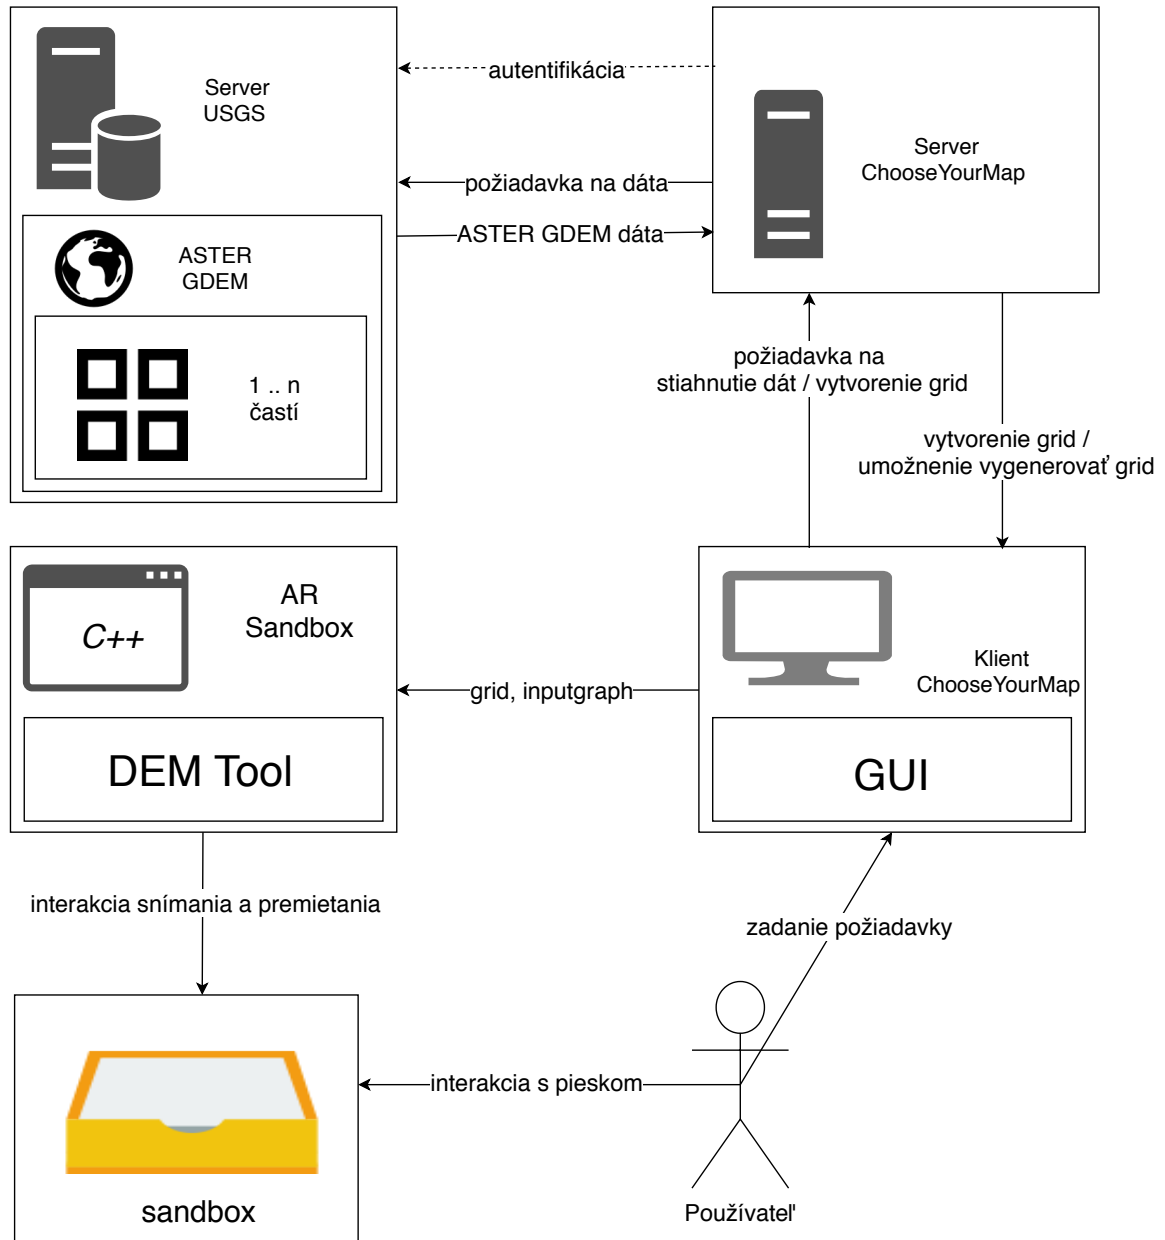 Server
USGS
autentifikácia
Server
ChooseYourMap
požiadavka na dáta
ASTER GDEM dáta
ASTER
GDEM
1 .. n
častí
požiadavka na
stiahnutie dát / vytvorenie grid
vytvorenie grid /
umožnenie vygenerovať grid
C++
AR
Sandbox
DEM Tool
grid, inputgraph
Klient
ChooseYourMap
GUI
interakcia snímania a premietania
zadanie požiadavky
interakcia s pieskom
sandbox
Používateľ